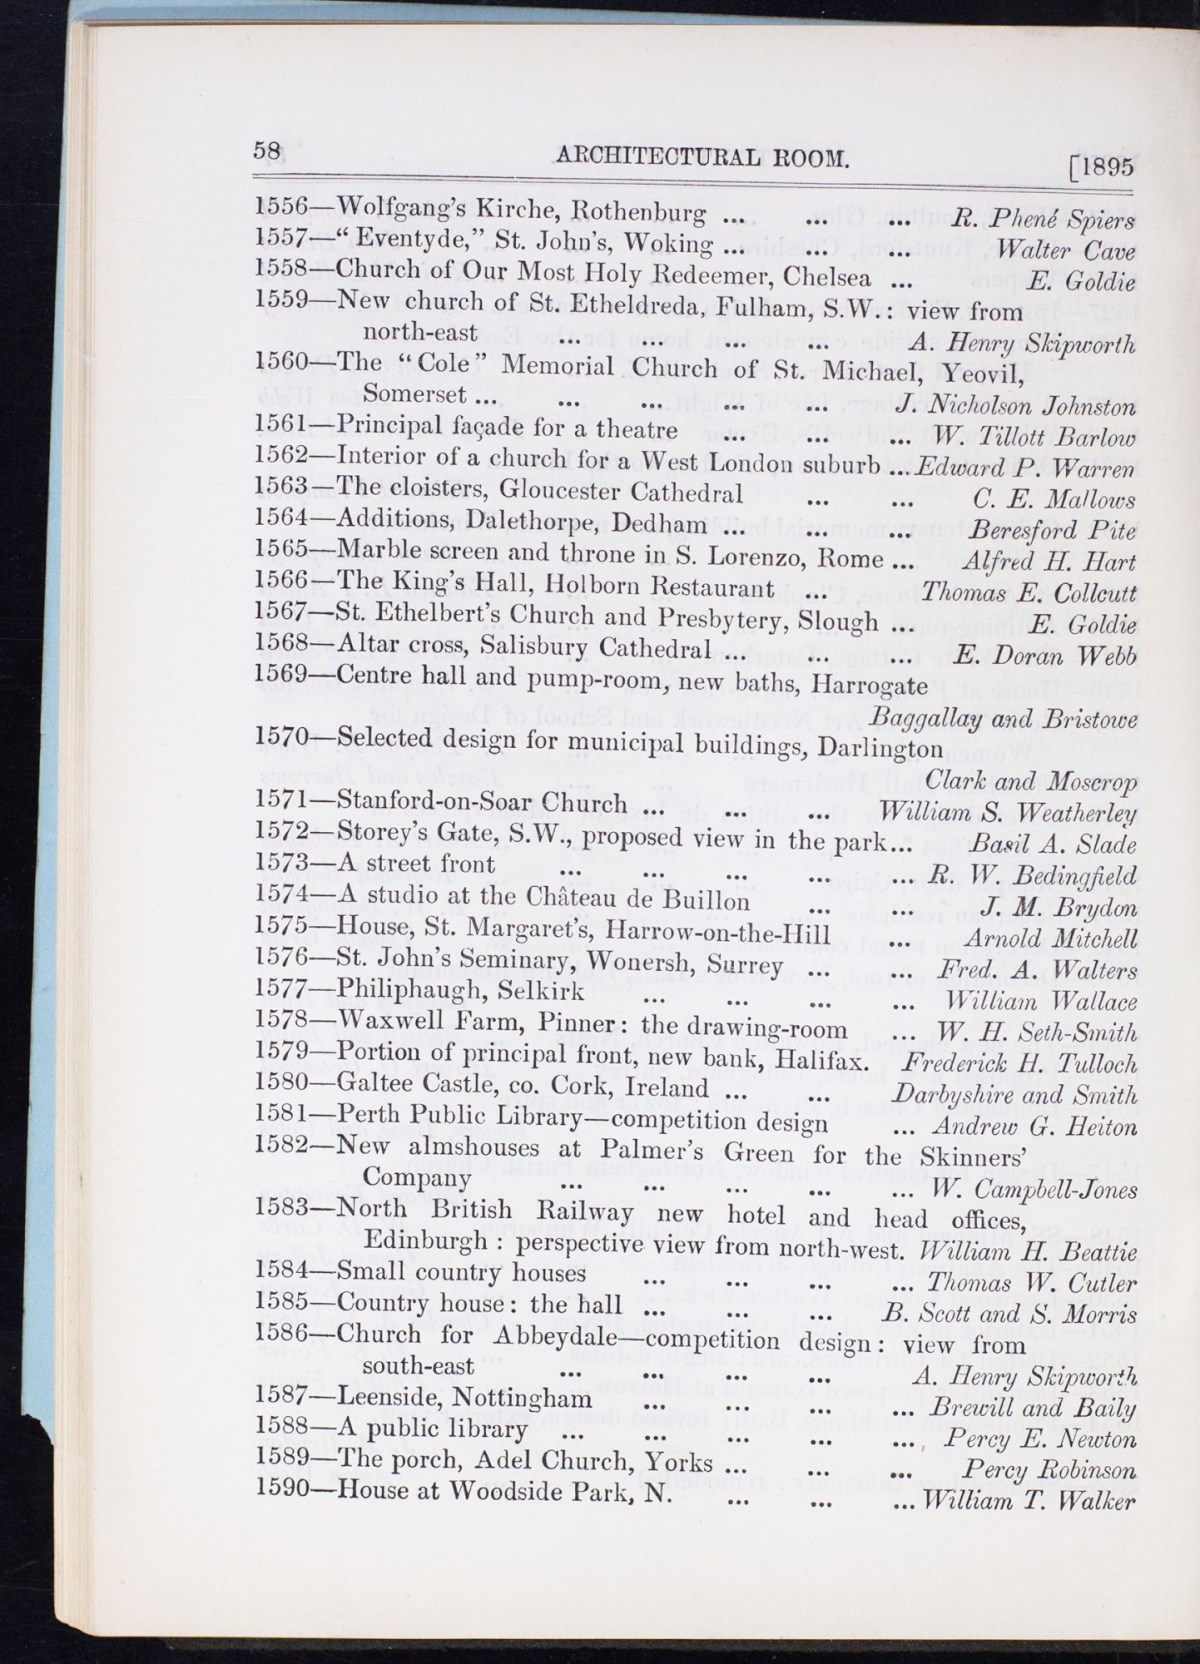 58 ARCHITECTURAL ROOM. [1895
1556—Wolfgang's Kirche, Rothenburg ... ... ... R. Phené Spiers
1557—“Eventyde,” St. John's, Woking ... ... ... Walter Cave
1558—Church of Our Most Holy Redeemer, Chelsea ... E. Goldie
1559—New church of St. Etheldreda, Fulham, S.W.: view from
north-east ... ... ... ... A. Henry Skipworth
1560—The “Cole” Memorial Church of St. Michael, Yeovil,
Somerset ... ... ... ... ... J. Nicholson Johnston
1561—Principal façade for a theatre ... ... ... W. Tillott Barlow
1562—Interior of a church for a West London suburb ... Edward P. Warren
1563—The cloisters, Gloucester Cathedral ... ... C. E. Mallows
1564—Additions, Dalethorpe, Dedham ... ... ... Beresford Pite
1565—Marble screen and throne in S. Lorenzo, Rome ... Alfred H. Hart
1566—The King's Hall, Holborn Restaurant ... Thomas E. Collcutt
1567—St. Ethelbert's Church and Presbytery, Slough ... E. Goldie
1568—Altar cross, Salisbury Cathedral ... ... ... E. Doran Webb
1569—Centre hall and pump-room, new baths, Harrogate
Baggallay and Bristowe
1570—Selected design for municipal buildings, Darlington
Clark and Moscrop
1571—Stanford-on-Soar Church ... ... ... William S. Weatherley
1572—Storey's Gate, S.W., proposed view in the park... Basil A. Slade
1573—A street front ... ... ... ... ... R. W. Bedingfield
1574—A studio at the Château de Buillon ... ... J. M. Brydon
1575—House, St. Margaret's, Harrow-on-the-Hill ... Arnold Mitchell
1576—St. John's Seminary, Wonersh, Surrey ... ... Fred. A. Walters
1577—Philiphaugh, Selkirk ... ... ... ... William Wallace
1578—Waxwell Farm, Pinner: the drawing-room ... W. H. Seth-Smith
1579—Portion of principal front, new bank, Halifax. Frederick H. Tulloch
1580—Galtee Castle, co. Cork, Ireland ... ... Darbyshire and Smith
1581—Perth Public Library—competition design ... Andrew G. Heiton
1582—New almshouses at Palmer's Green for the Skinners'
Company ... ... ... ... ... W. Campbell-Jones
1583—North British Railway new hotel and head offices,
Edinburgh : perspective view from north-west. William H. Beattie
1584—Small country houses ... ... ... ... Thomas W. Cutler
1585—Country house: the hall ... ... ... B. Scott and S. Morris
1586—Church for Abbeydale—competition design: view from
south-east ... ... ... ... A. Henry Skipworth
1587—Leenside, Nottingham ... ... ... ... Brewill and Baily
1588—A public library ... ... ... ... ... Percy E. Newton
1589—The porch, Adel Church, Yorks ... ... ... Percy Robinson
1590—House at Woodside Park, N. ... ... ... William T. Walker